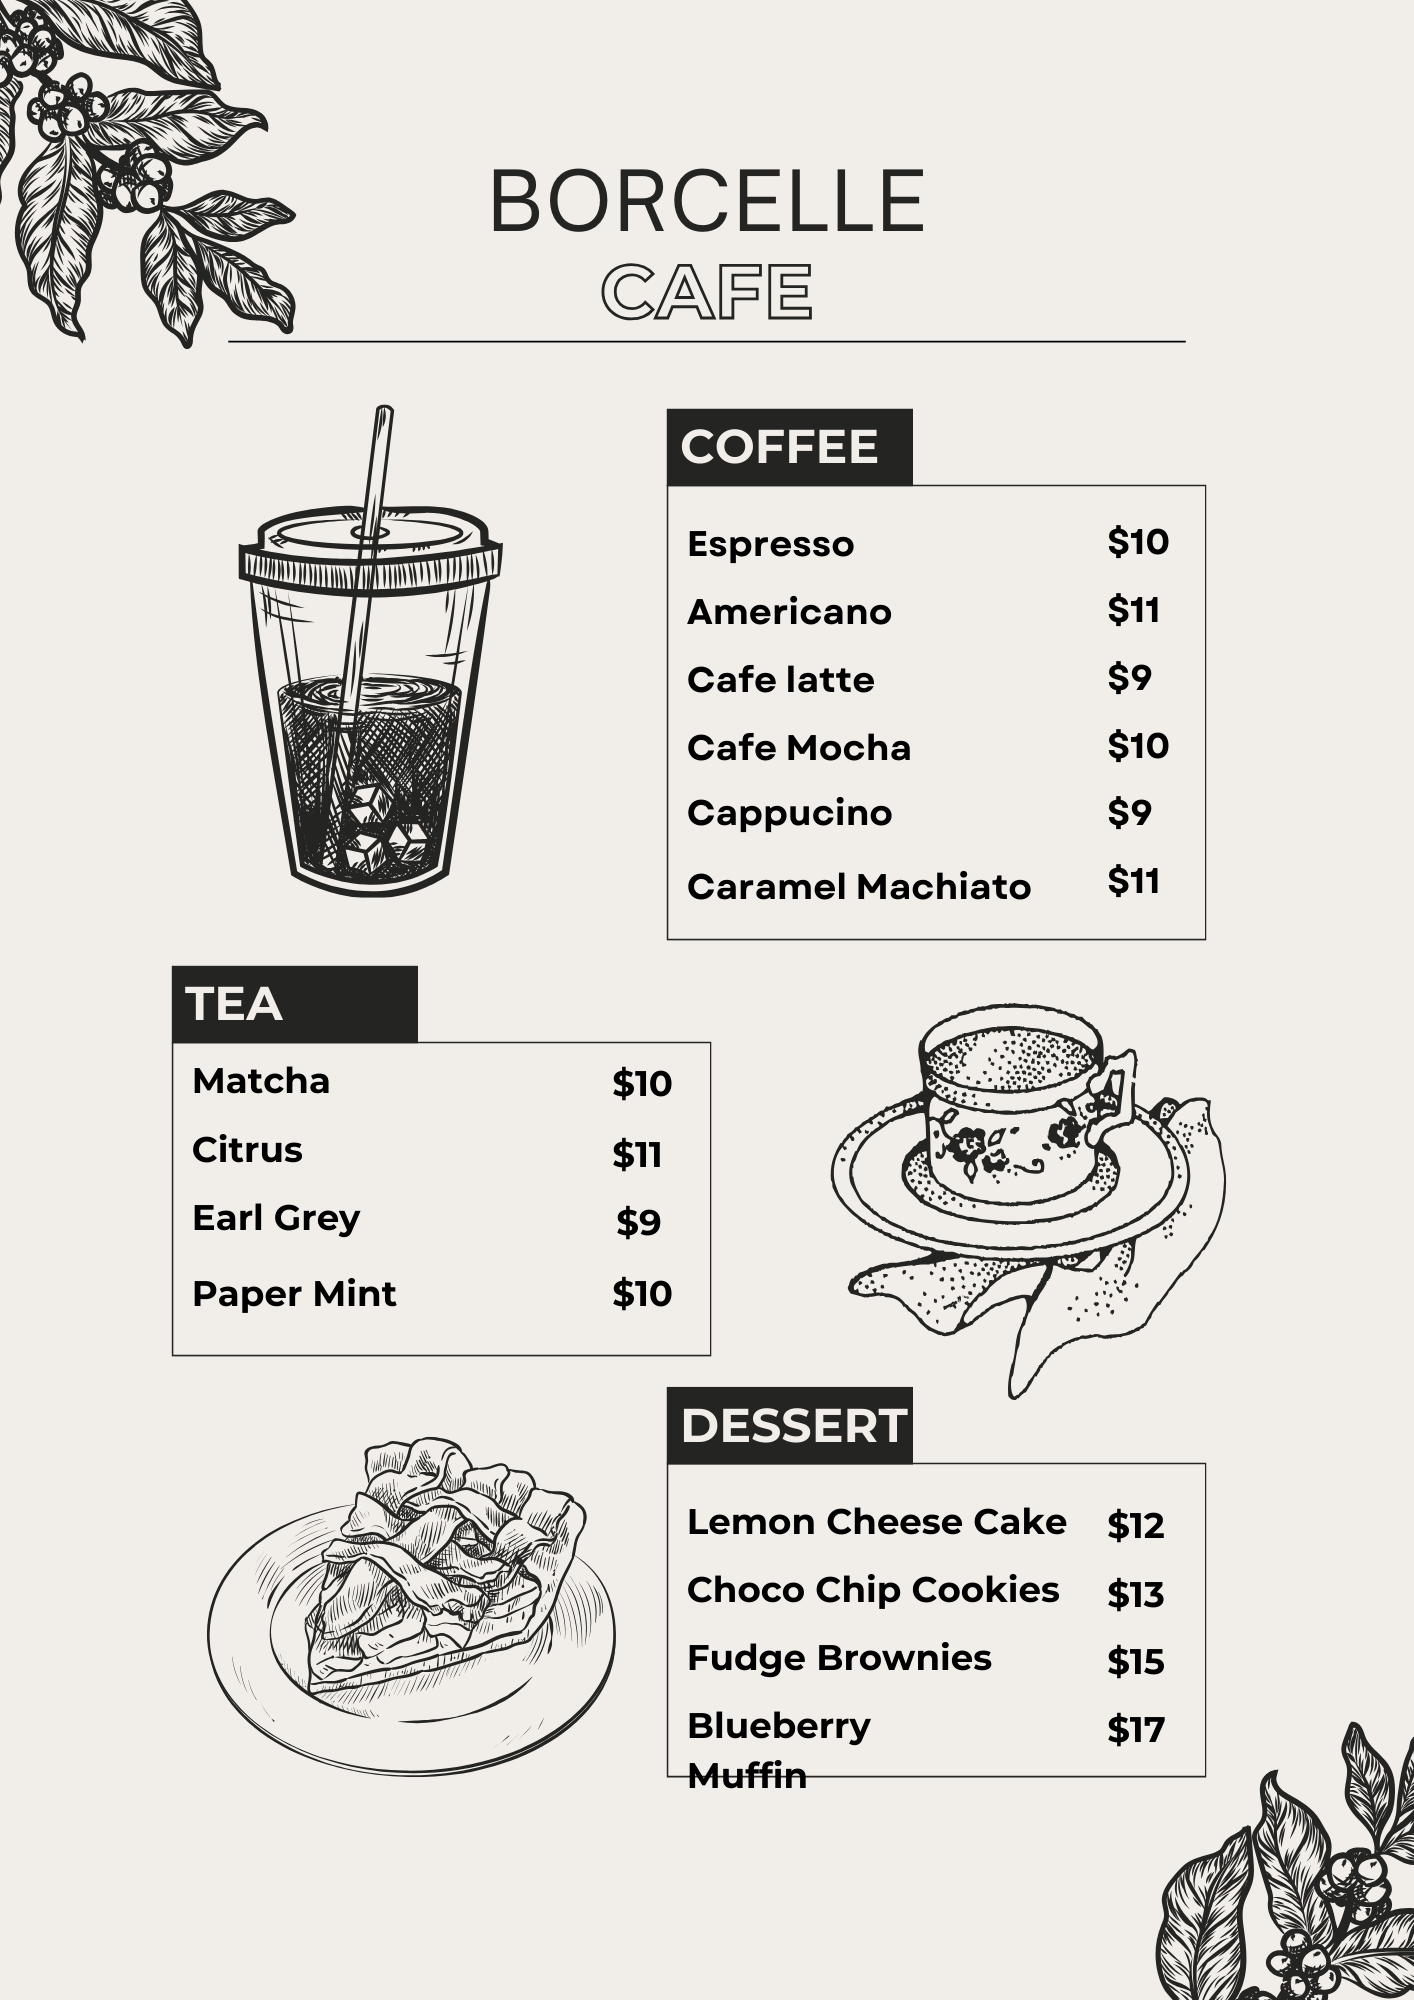 BORCELLE
CAFE
COFFEE
Espresso $10
Americano $11
Cafe latte $9
Cafe Mocha $10
Cappucino $9
Caramel Machiato $11
TEA
Matcha $10
Citrus $11
Earl Grey $9
Paper Mint $10
DESSERT
Lemon Cheese Cake $12
Choco Chip Cookies $13
Fudge Brownies $15
Blueberry $17
Muffin